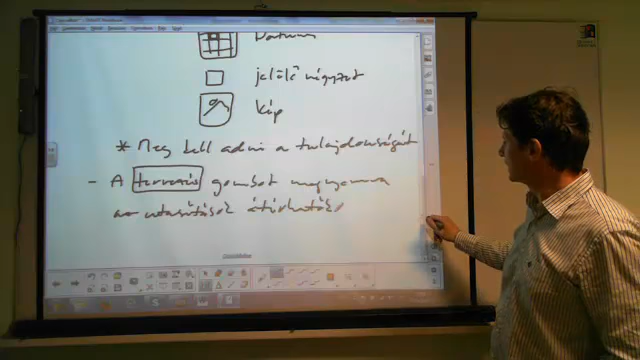 Dátum
jelölő négyzet
kép
* Meg kell adni a tulajdonságát
- A tervezés gombot megnyomva
az utasítások átírhatók